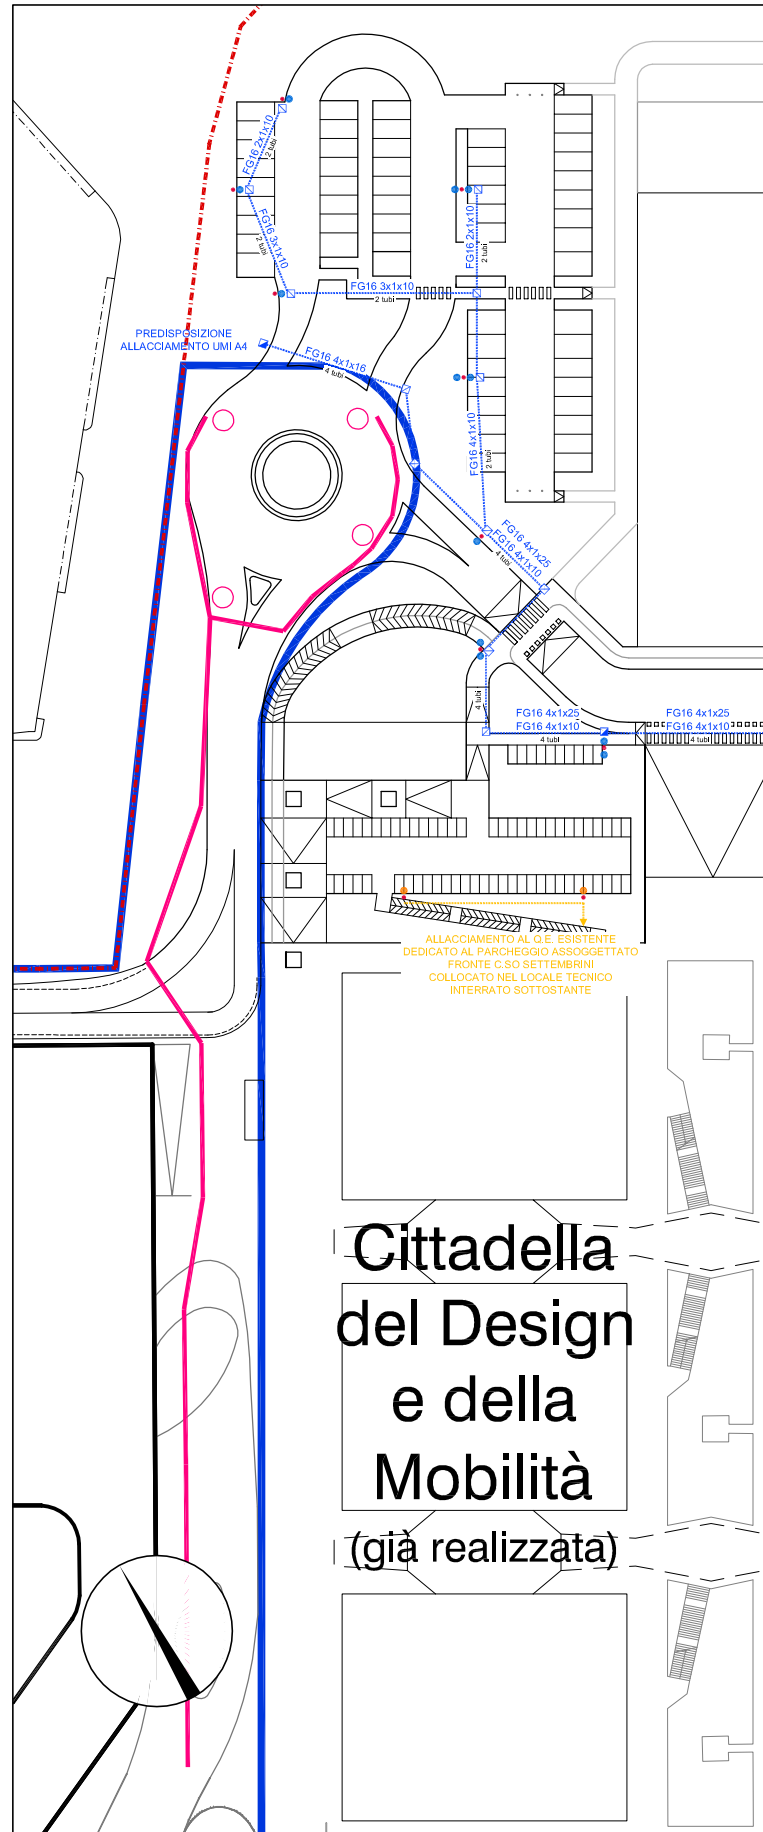 FG16 2x1x10
2 tubi
FG16 3x1x10
2 tubi
FG16 3x1x10
2 tubi
FG16 2x1x10
2 tubi
PREDISPOSIZIONE
ALLACCIAMENTO UMI A4
FG16 4x1x16
4 tubi
FG16 4x1x10
2 tubi
FG16 4x1x25
FG16 4x1x10
4 tubi
4 tubi
FG16 4x1x25
FG16 4x1x10
4 tubi
FG16 4x1x25
FG16 4x1x10
4 tubi
ALLACCIAMENTO AL Q.E. ESISTENTE
DEDICATO AL PARCHEGGIO ASSOGGETTATO
FRONTE C.SO SETTEMBRINI
COLLOCATO NEL LOCALE TECNICO
INTERRATO SOTTOSTANTE
Cittadella
del Design
e della
Mobilità
(già realizzata)